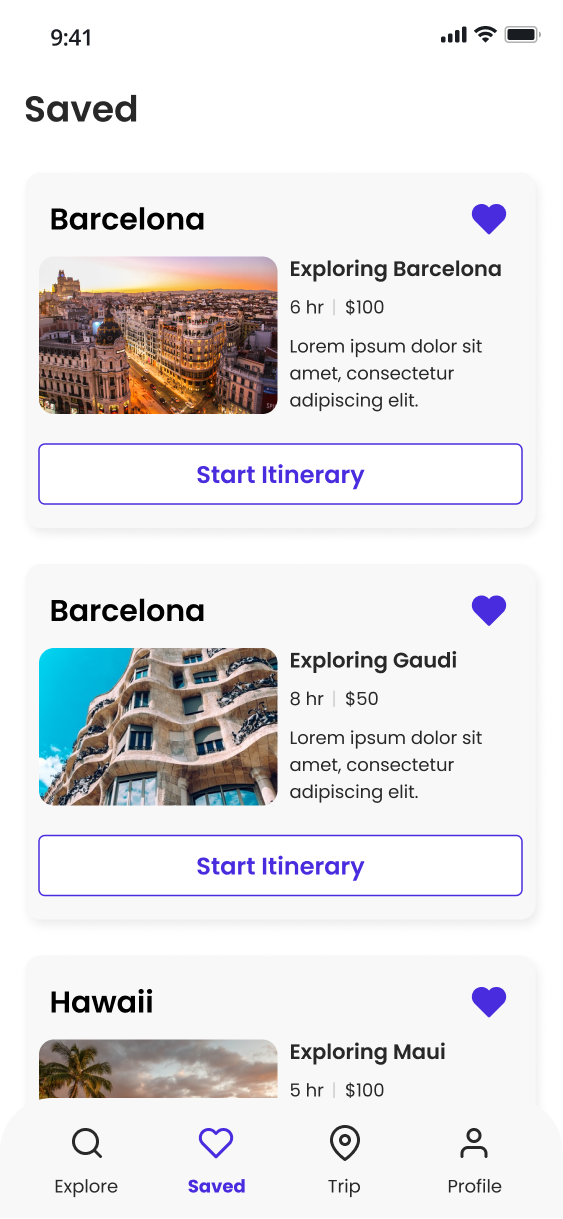 9:41
Saved
Barcelona
Exploring Barcelona
6 hr | $100
Lorem ipsum dolor sit
amet, consectetur
adipiscing elit.
Start Itinerary
Barcelona
Exploring Gaudi
8 hr | $50
Lorem ipsum dolor sit
amet, consectetur
adipiscing elit.
Start Itinerary
Hawaii
Exploring Maui
5 hr | $100
Explore
Saved
Trip
Profile